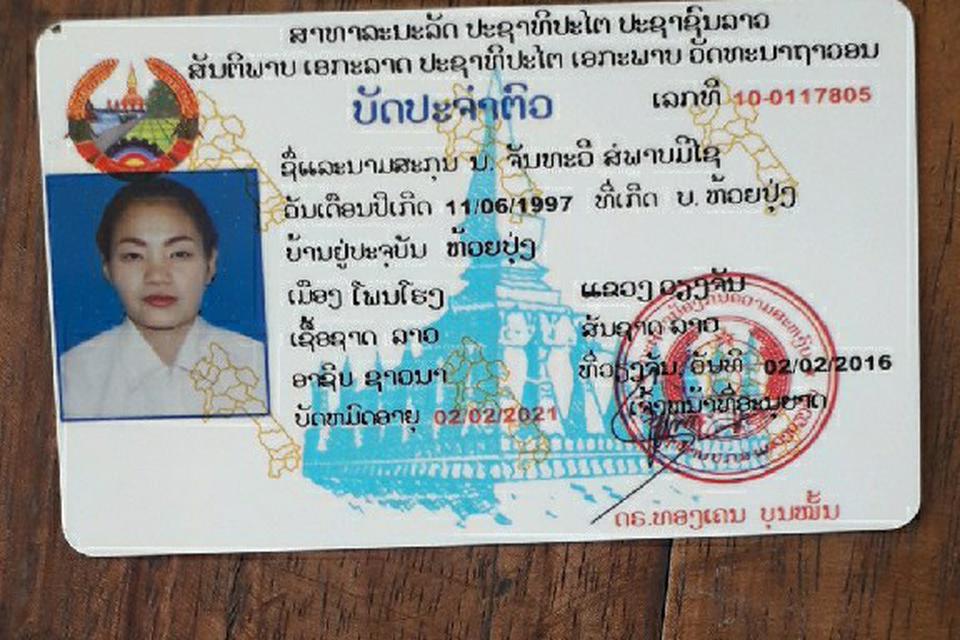 ສາທາລະນະລັດ ປະຊາທິປະໄຕ ປະຊາຊົນລາວ
ສັນຕິພາບ ເອກະລາດ ປະຊາທິປະໄຕ ເອກະພາບ ວັດທະນາຖາວອນ
ບັດປະຈຳຕົວ ເລກທີ 10-0117805
ຊື່ແລະນາມສະກຸນ ນ. ຈັນທະວີ ສໍພາບມີໄຊ
ວັນເດືອນປີເກີດ 11/06/1997 ທີ່ເກີດ ບ. ຫ້ວຍປຸ່ງ
ບ້ານຢູ່ປະຈຸບັນ ຫ້ວຍປຸ່ງ
ເມືອງ ໂພນໂຮງ ແຂວງ ວຽງຈັນ
ເຊື້ອຊາດ ລາວ ສັນຊາດ ລາວ
ອາຊີບ ຊາວນາ ທີ່ວຽງຈັນ, ວັນທີ 02/02/2016
ບັດຫມົດອາຍຸ 02/02/2021 ເຈົ້າຫນ້າທີ່ອະນຸຍາດ
ດຣ.ທອງເຄນ ບຸນໝັ້ນ